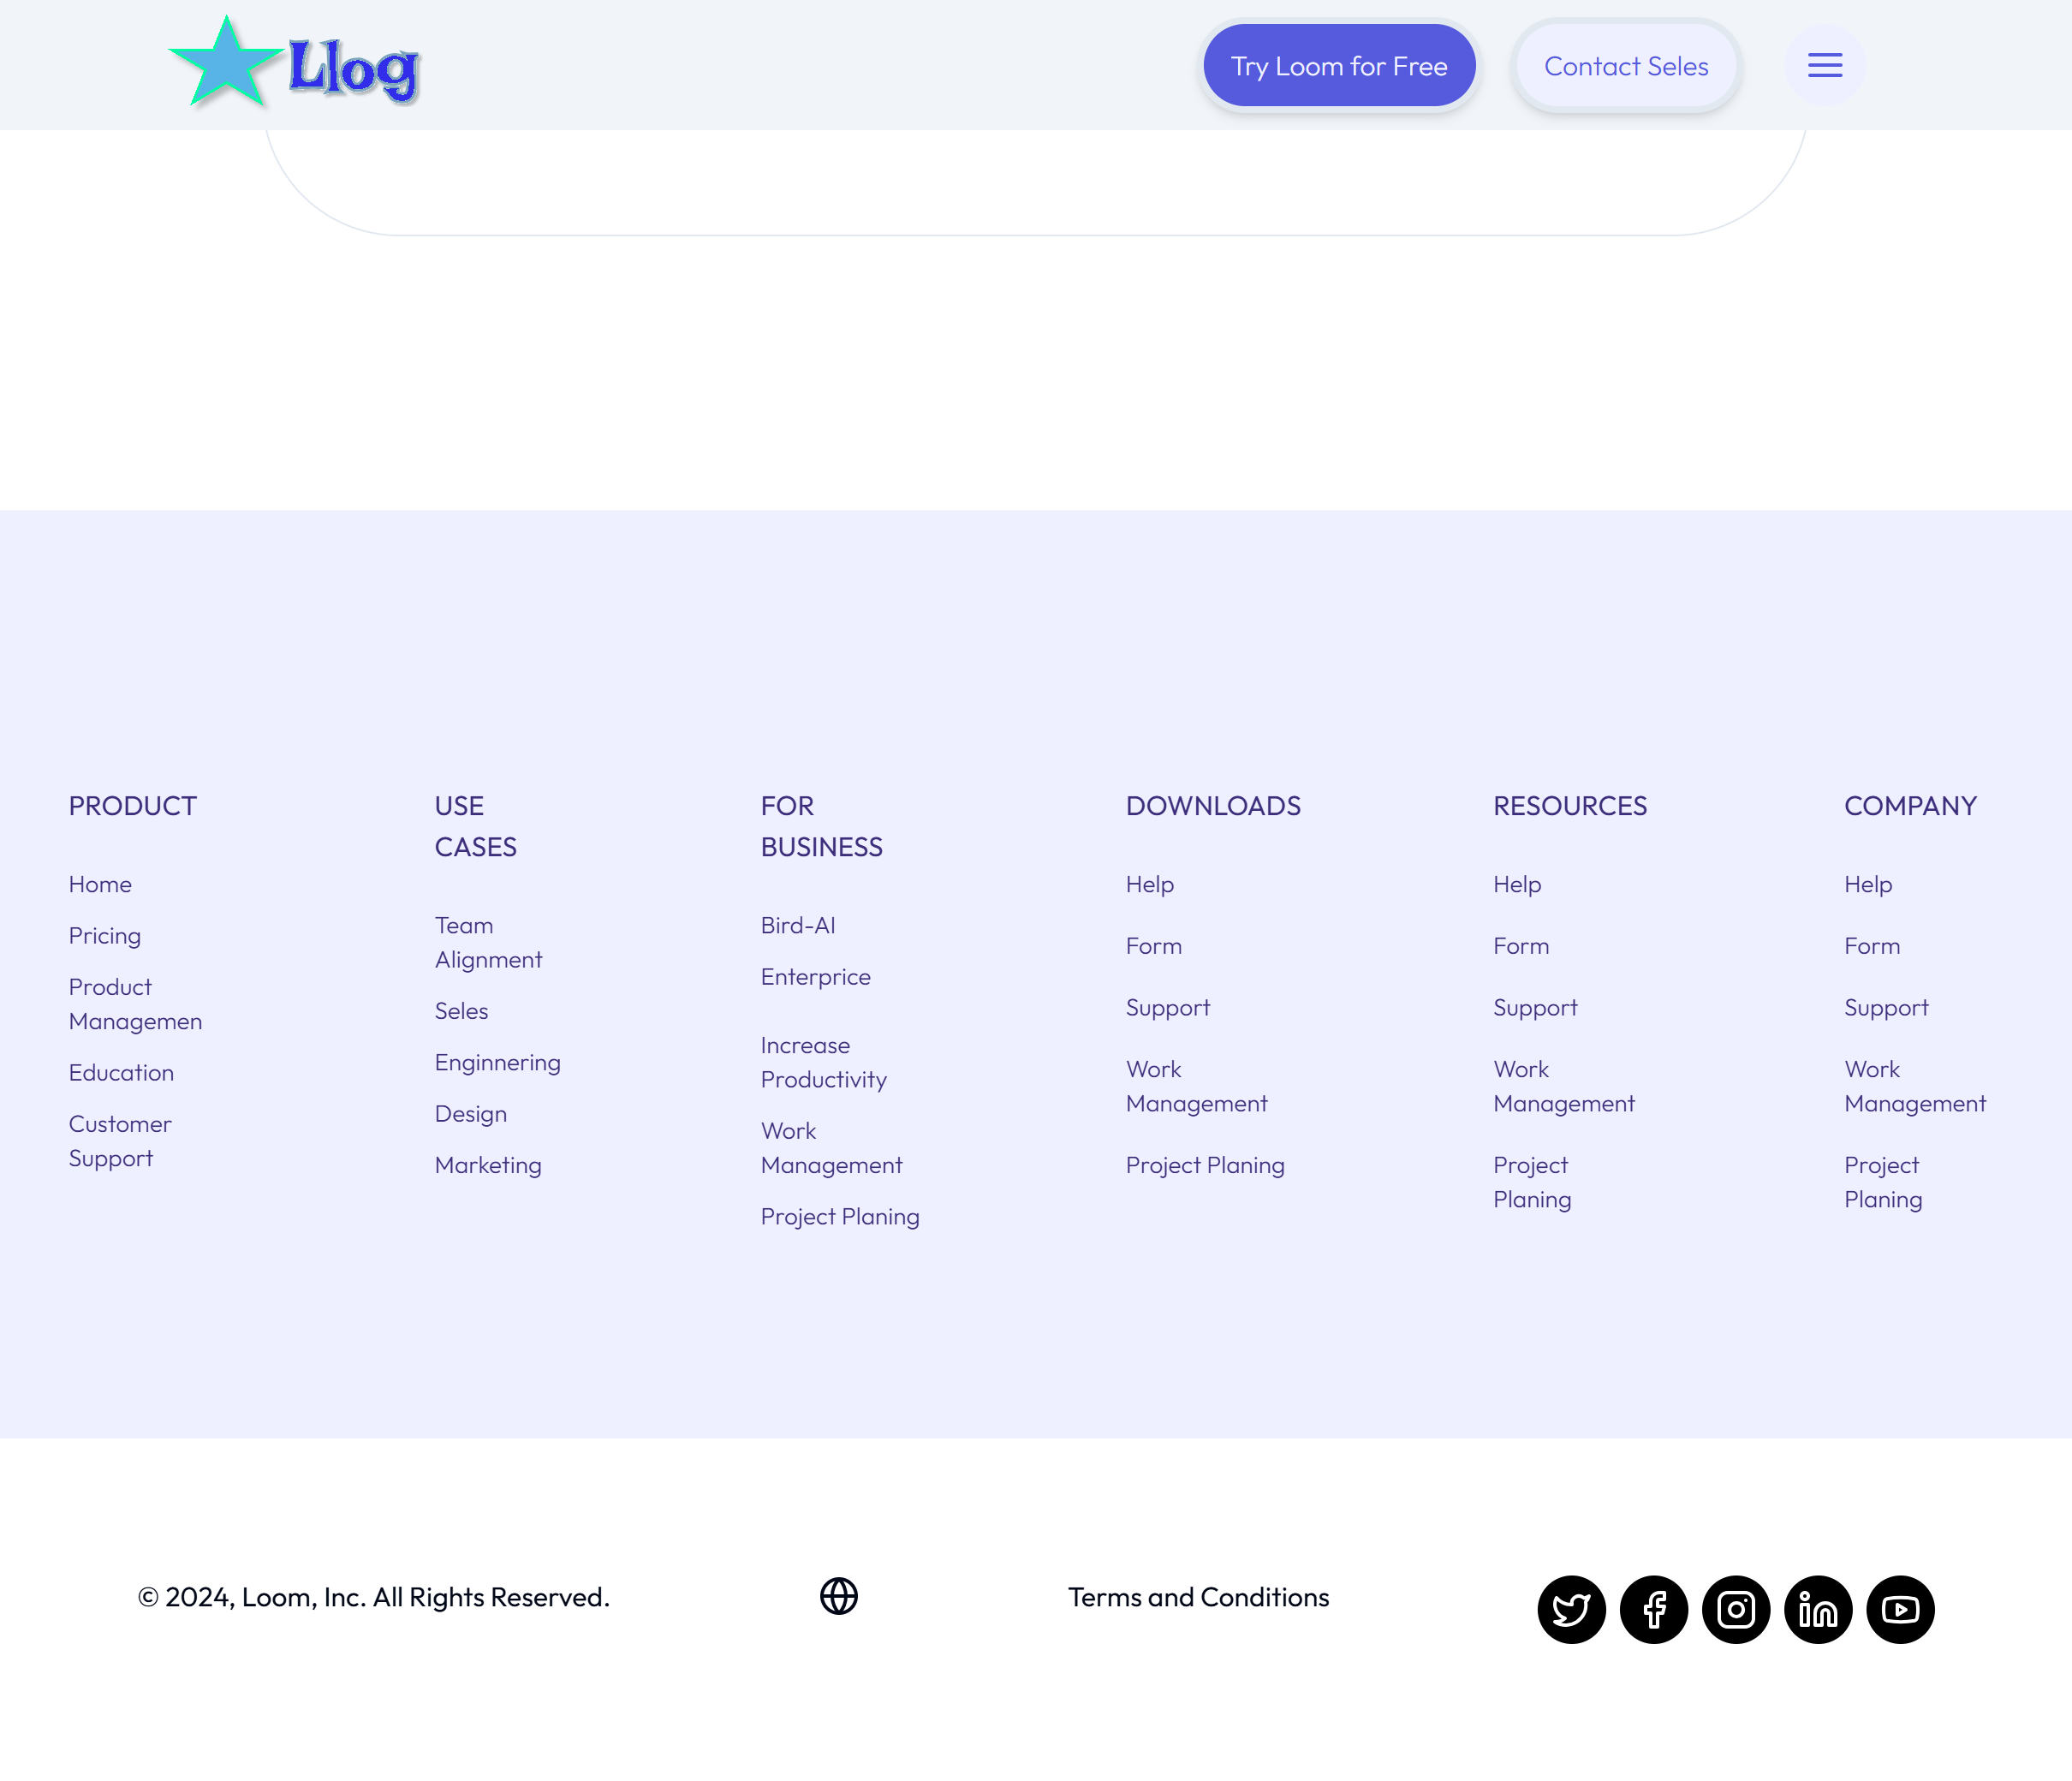 Llog
Try Loom for Free
Contact Seles
PRODUCT
Home
Pricing
Product
Managemen
Education
Customer
Support
USE
CASES
Team
Alignment
Seles
Enginnering
Design
Marketing
FOR
BUSINESS
Bird-AI
Enterprice
Increase
Productivity
Work
Management
Project Planing
DOWNLOADS
Help
Form
Support
Work
Management
Project Planing
RESOURCES
Help
Form
Support
Work
Management
Project
Planing
COMPANY
Help
Form
Support
Work
Management
Project
Planing
© 2024, Loom, Inc. All Rights Reserved.
Terms and Conditions